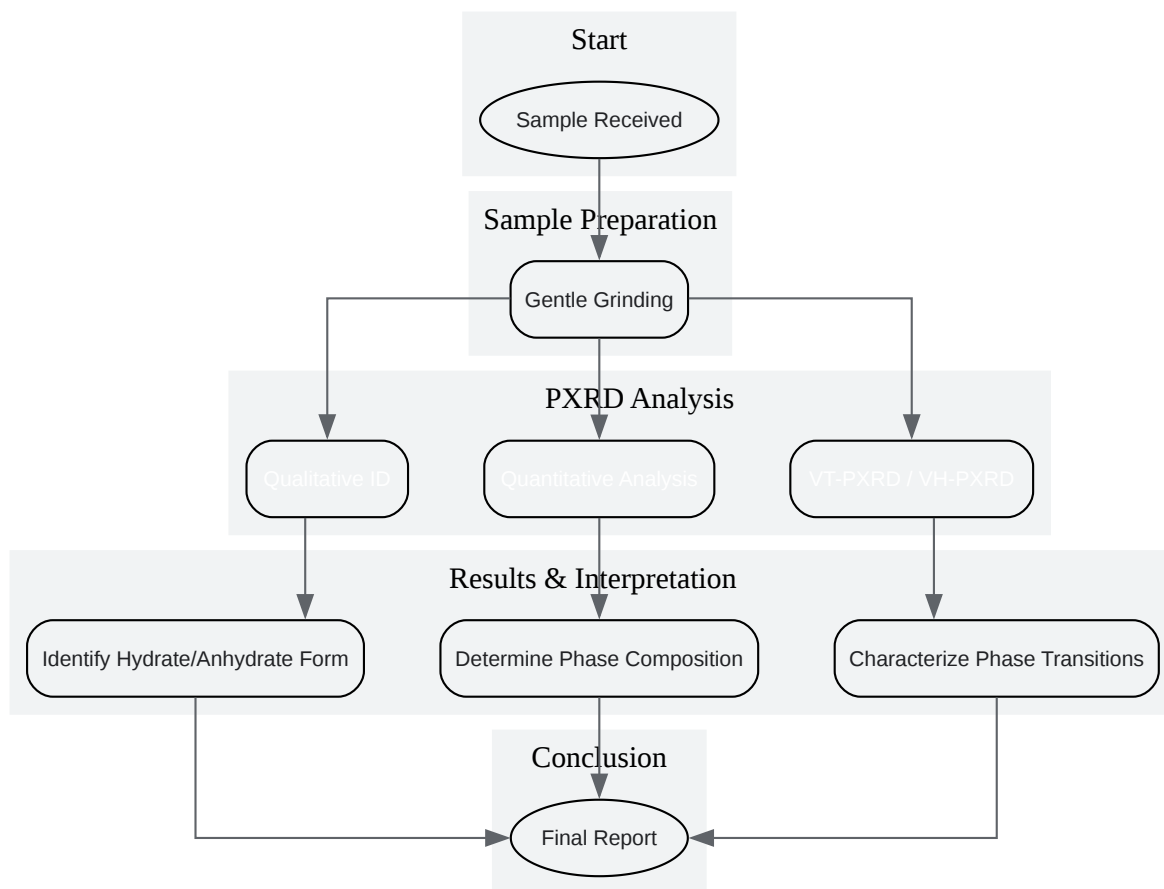 Start
Sample Received
Sample Preparation
Gentle Grinding
PXRD Analysis
Qualitative ID
Quantitative Analysis
VT-PXRD / VH-PXRD
Results & Interpretation
Identify Hydrate/Anhydrate Form
Determine Phase Composition
Characterize Phase Transitions
Conclusion
Final Report